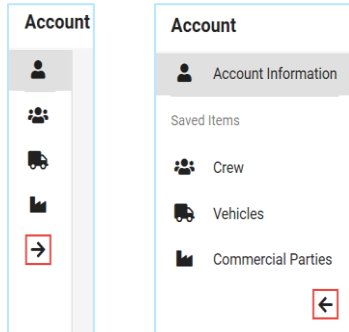 Account
Account
Account Information
Saved Items
Crew
Vehicles
Commercial Parties